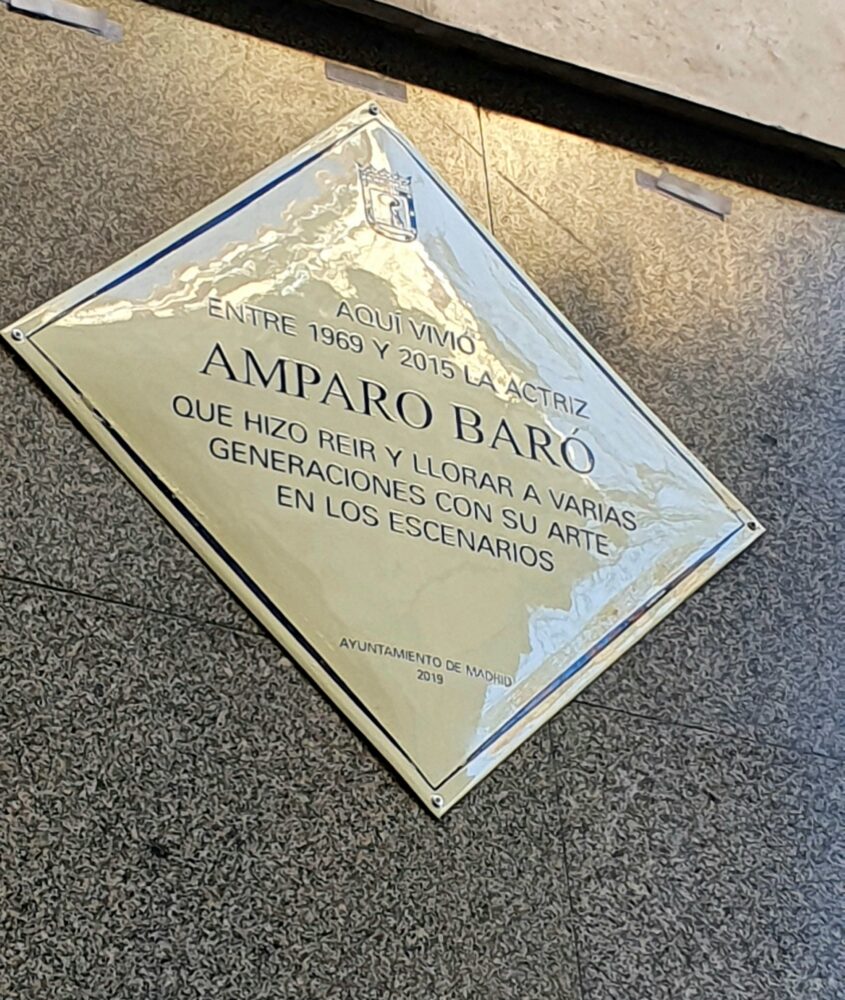 AQUÍ VIVIÓ
ENTRE 1969 Y 2015 LA ACTRIZ
AMPARO BARÓ
QUE HIZO REIR Y LLORAR A VARIAS
GENERACIONES CON SU ARTE
EN LOS ESCENARIOS
AYUNTAMIENTO DE MADRID
2019